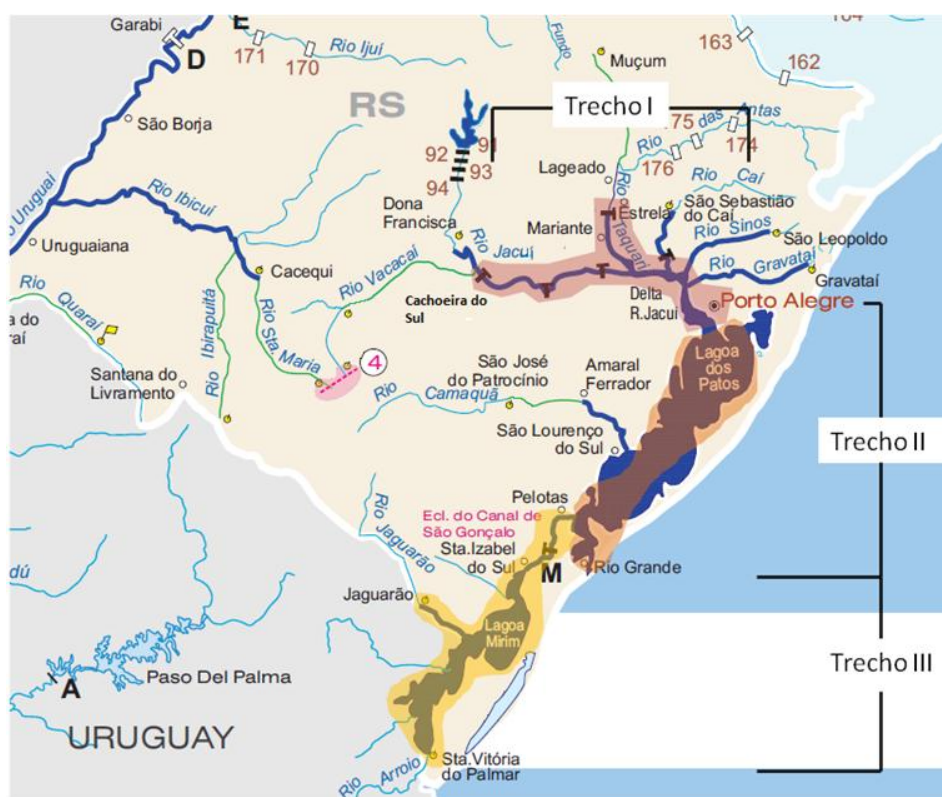 Garabi
E
D
171
170
Rio Ijuí
Fundo
Muçum
163
162
RS
Trecho I
São Borja
92
91
93
94
175
Rio das Antas
174
176
Lageado
Rio Caí
Rio Ibicuí
Dona
Francisca
Rio Taquari
Estrela
São Sebastião
do Caí
Mariante
Rio Sinos
São Leopoldo
Uruguai
Uruguaiana
Rio Jacuí
Rio Vacacaí
Rio Gravataí
Gravataí
Cacequi
Cachoeira do
Sul
Delta
R.Jacuí
Porto Alegre
Rio Quaraí
Rio Ibirapuitã
Rio Sta. Maria
4
São José
do Patrocínio
Amaral
Ferrador
Lagoa
dos
Patos
Santana do
Livramento
Rio Camaquã
São Lourenço
do Sul
Trecho II
Pelotas
Ecl. do Canal de
São Gonçalo
Rio Jaguarão
Sta.Izabel
do Sul
M
Rio Grande
Jaguarão
Lagoa
Mirim
Trecho III
Paso Del Palma
A
URUGUAY
Sta.Vitória
do Palmar
Rio Arroio